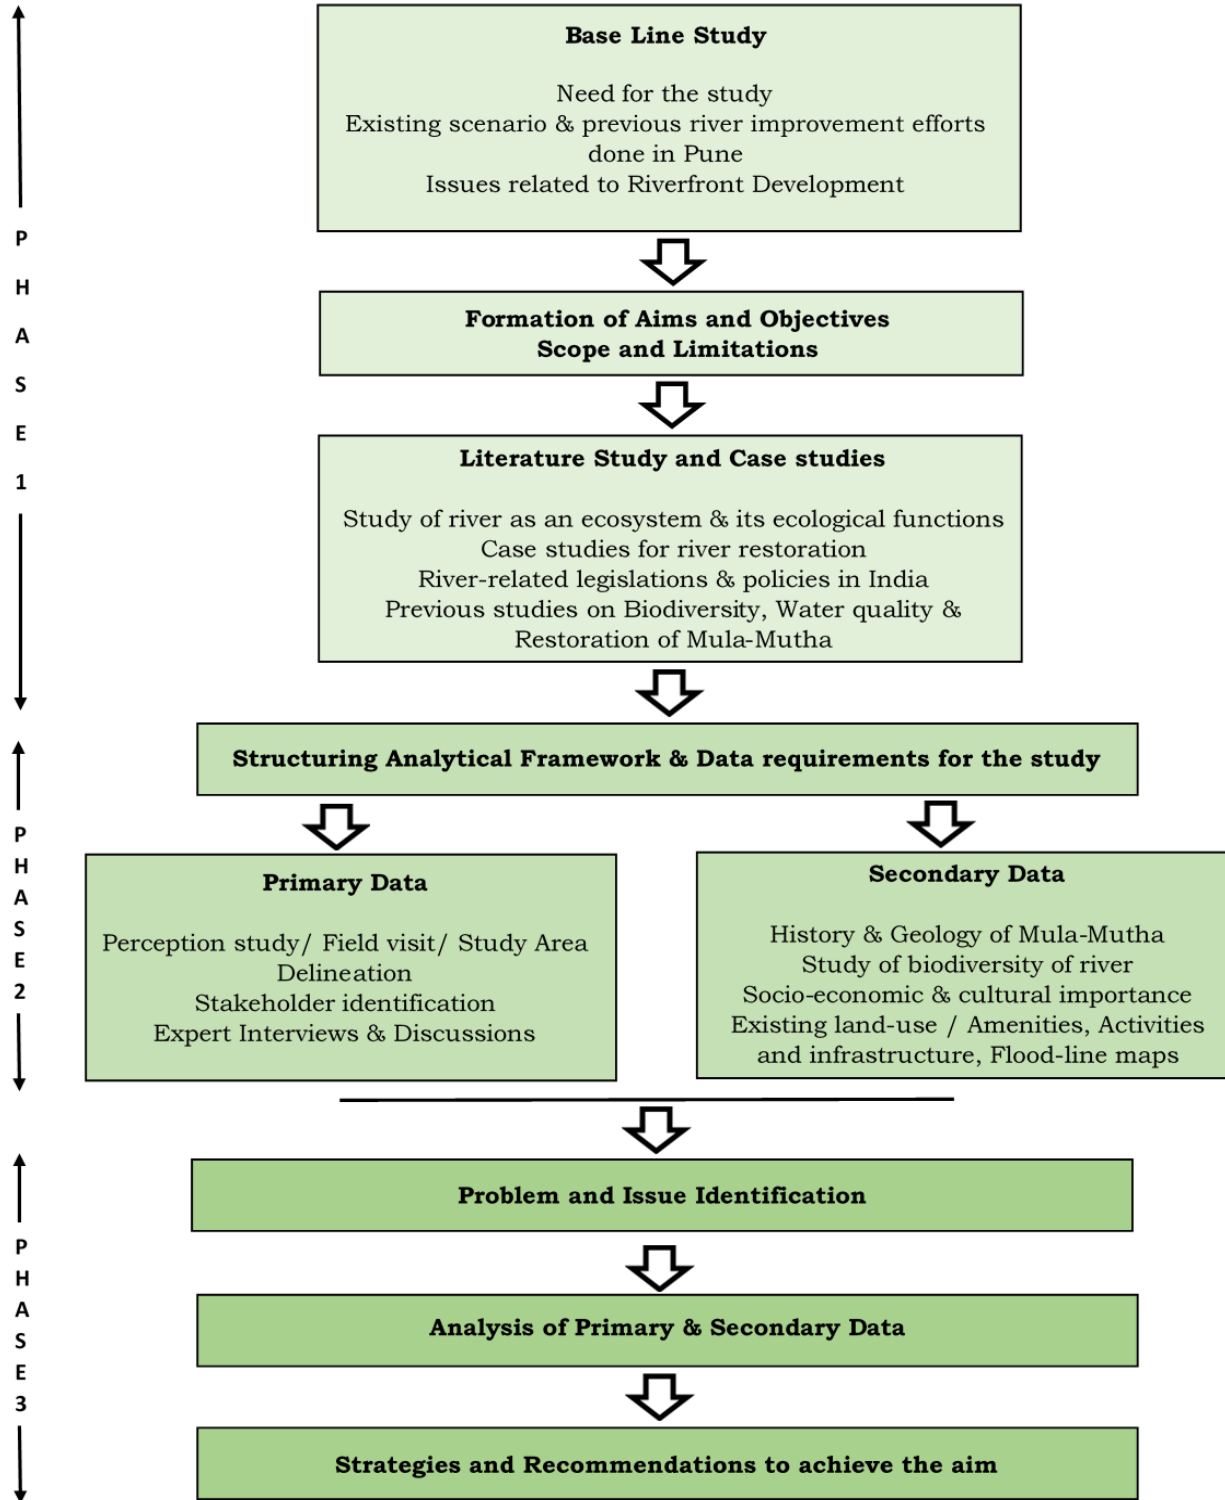 Base Line Study
Need for the study
Existing scenario & previous river improvement efforts
done in Pune
Issues related to Riverfront Development
PHASE 1
Formation of Aims and Objectives
Scope and Limitations
Literature Study and Case studies
Study of river as an ecosystem & its ecological functions
Case studies for river restoration
River-related legislations & policies in India
Previous studies on Biodiversity, Water quality &
Restoration of Mula-Mutha
Structuring Analytical Framework & Data requirements for the study
PHASE 2
Primary Data
Perception study/ Field visit/ Study Area
Delineation
Stakeholder identification
Expert Interviews & Discussions
Secondary Data
History & Geology of Mula-Mutha
Study of biodiversity of river
Socio-economic & cultural importance
Existing land-use / Amenities, Activities
and infrastructure, Flood-line maps
PHASE 3
Problem and Issue Identification
Analysis of Primary & Secondary Data
Strategies and Recommendations to achieve the aim